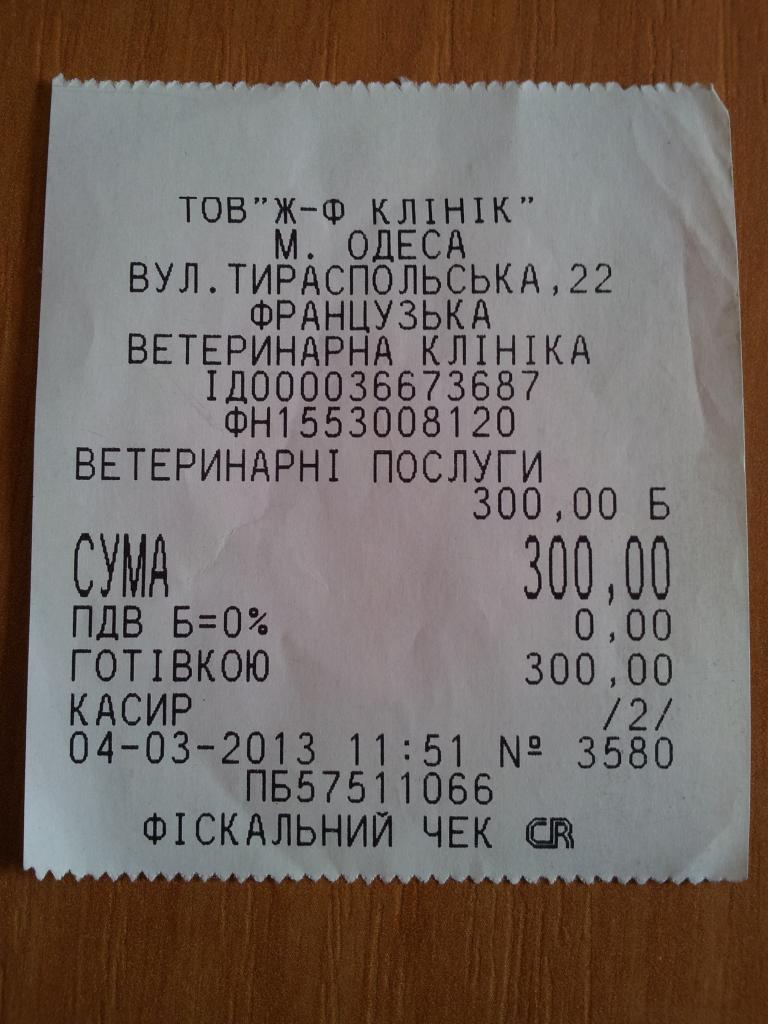 ТОВ"Ж-Ф КЛІНІК"
М. ОДЕСА
ВУЛ.ТИРАСПОЛЬСЬКА,22
ФРАНЦУЗЬКА
ВЕТЕРИНАРНА КЛІНІКА
ІД000036673687
ФН1553008120
ВЕТЕРИНАРНІ ПОСЛУГИ
300,00 Б
СУМА 300,00
ПДВ Б=0% 0,00
ГОТІВКОЮ 300,00
КАСИР /2/
04-03-2013 11:51 № 3580
ПБ57511066
ФІСКАЛЬНИЙ ЧЕК CR